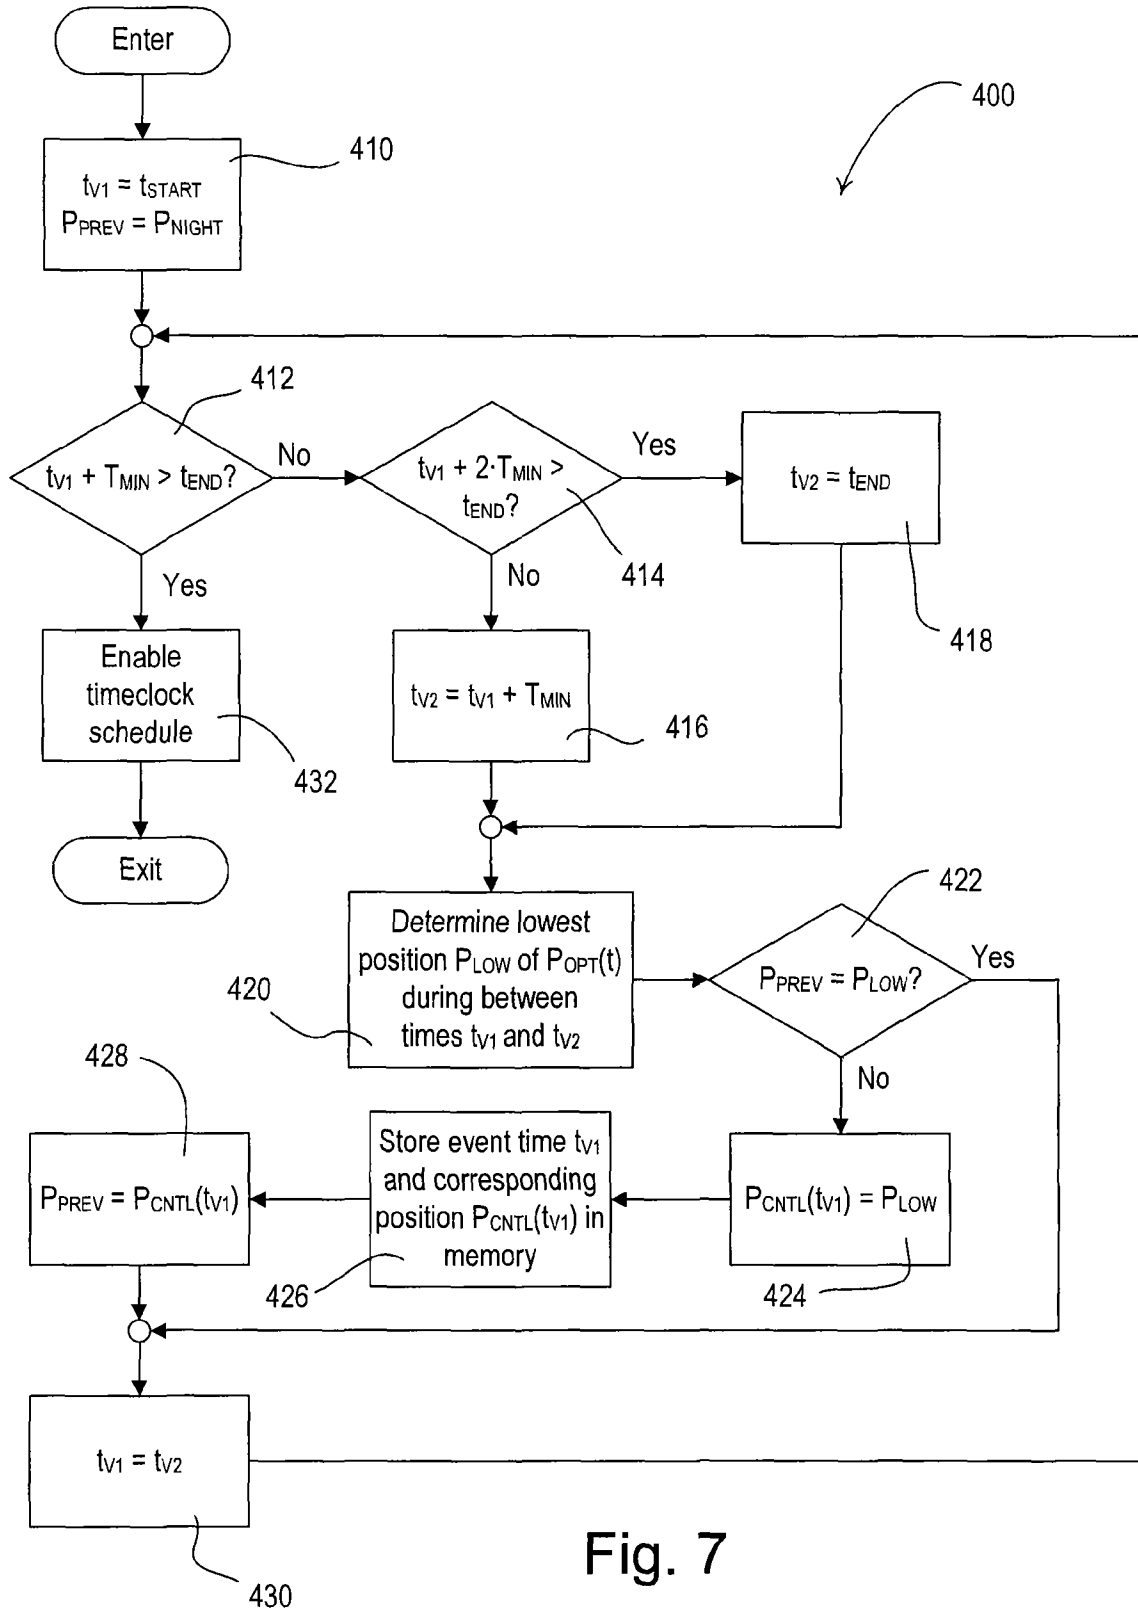 Enter
400
410
tV1 = tSTART
PPREV = PNIGHT
412
tV1 + TMIN > tEND?
No
tV1 + 2·TMIN >
tEND?
Yes
tV2 = tEND
414
418
Yes
No
Enable
timeclock
schedule
432
tV2 = tV1 + TMIN
416
Exit
422
Determine lowest
position PLOW of POPT(t)
during between
times tV1 and tV2
420
PPREV = PLOW?
Yes
No
428
PPREV = PCNTL(tV1)
Store event time tV1
and corresponding
position PCNTL(tV1) in
memory
426
PCNTL(tV1) = PLOW
424
tV1 = tV2
430
Fig. 7